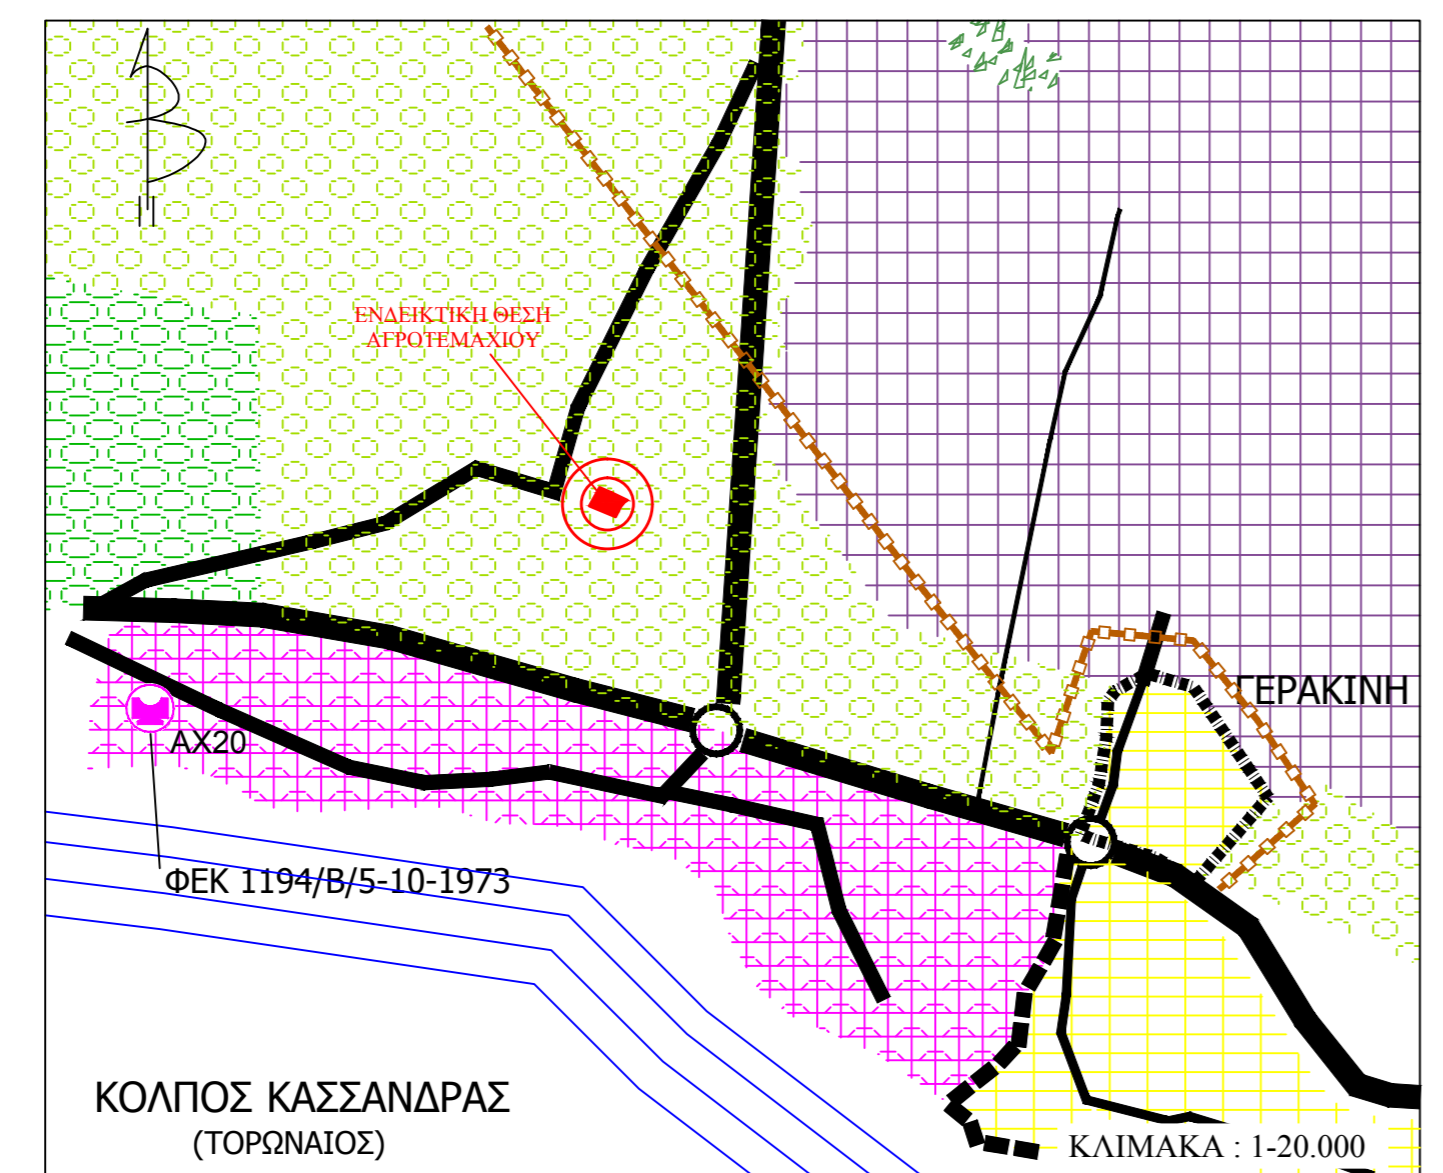 ΕΝΔΕΙΚΤΙΚΗ ΘΕΣΗ
ΑΓΡΟΤΕΜΑΧΙΟΥ
ΓΕΡΑΚΙΝΗ
ΑΧ20
ΦΕΚ 1194/Β/5-10-1973
ΚΟΛΠΟΣ ΚΑΣΣΑΝΔΡΑΣ
(ΤΟΡΩΝΑΙΟΣ)
ΚΛΙΜΑΚΑ : 1-20.000